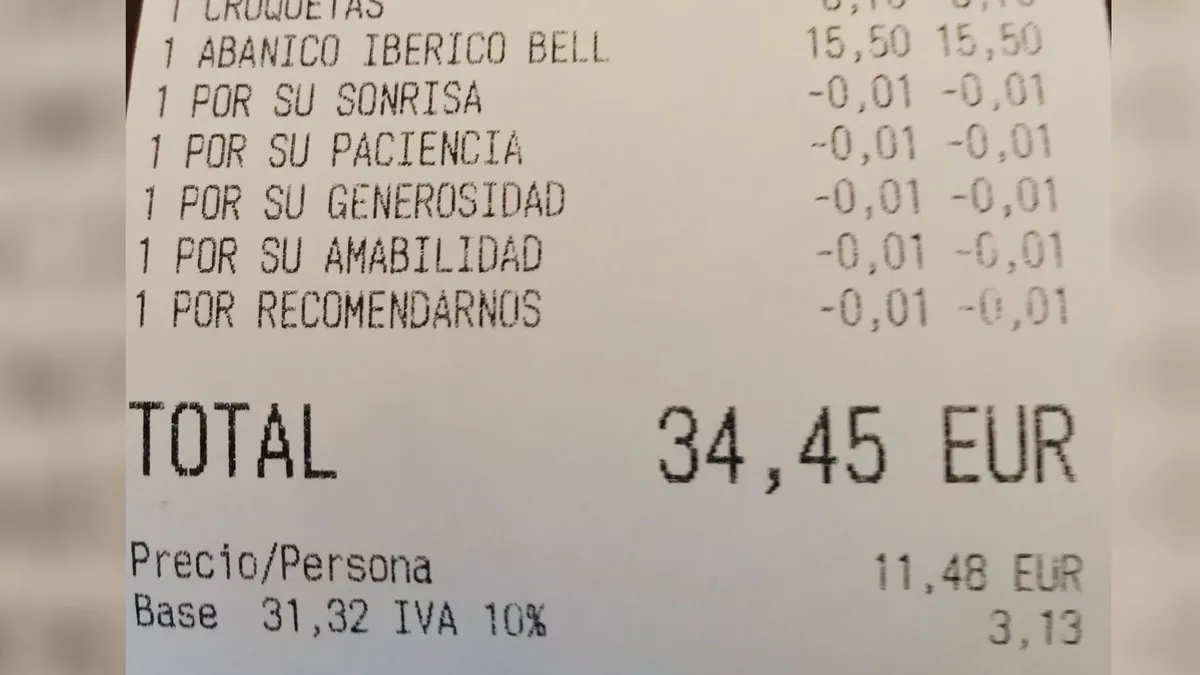 1 CROQUETAS
1 ABANICO IBERICO BELL 15,50 15,50
1 POR SU SONRISA -0,01 -0,01
1 POR SU PACIENCIA -0,01 -0,01
1 POR SU GENEROSIDAD -0,01 -0,01
1 POR SU AMABILIDAD -0,01 -0,01
1 POR RECOMENDARNOS -0,01 -0,01
TOTAL 34,45 EUR
Precio/Persona 11,48 EUR
Base 31,32 IVA 10% 3,13